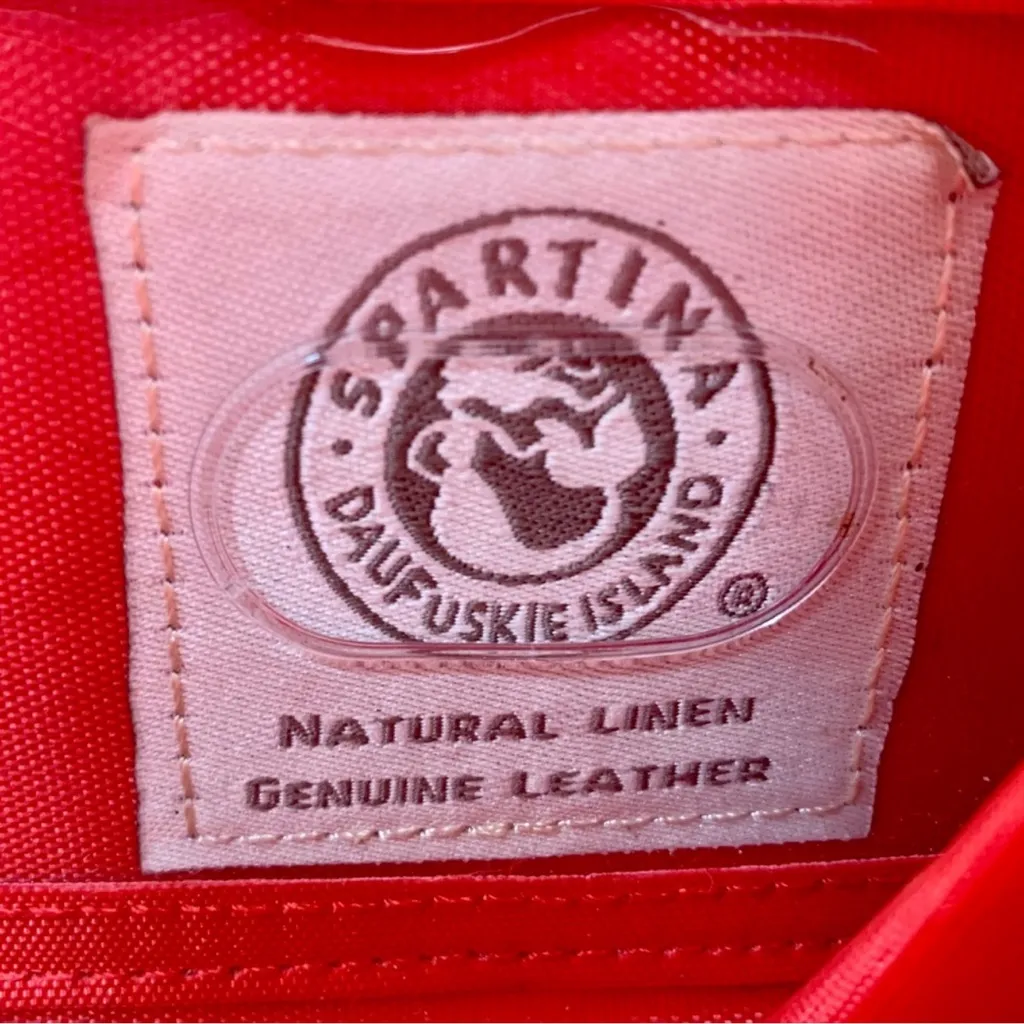 SPARTINA
• DAUFUSKIE ISLAND •
®
NATURAL LINEN
GENUINE LEATHER